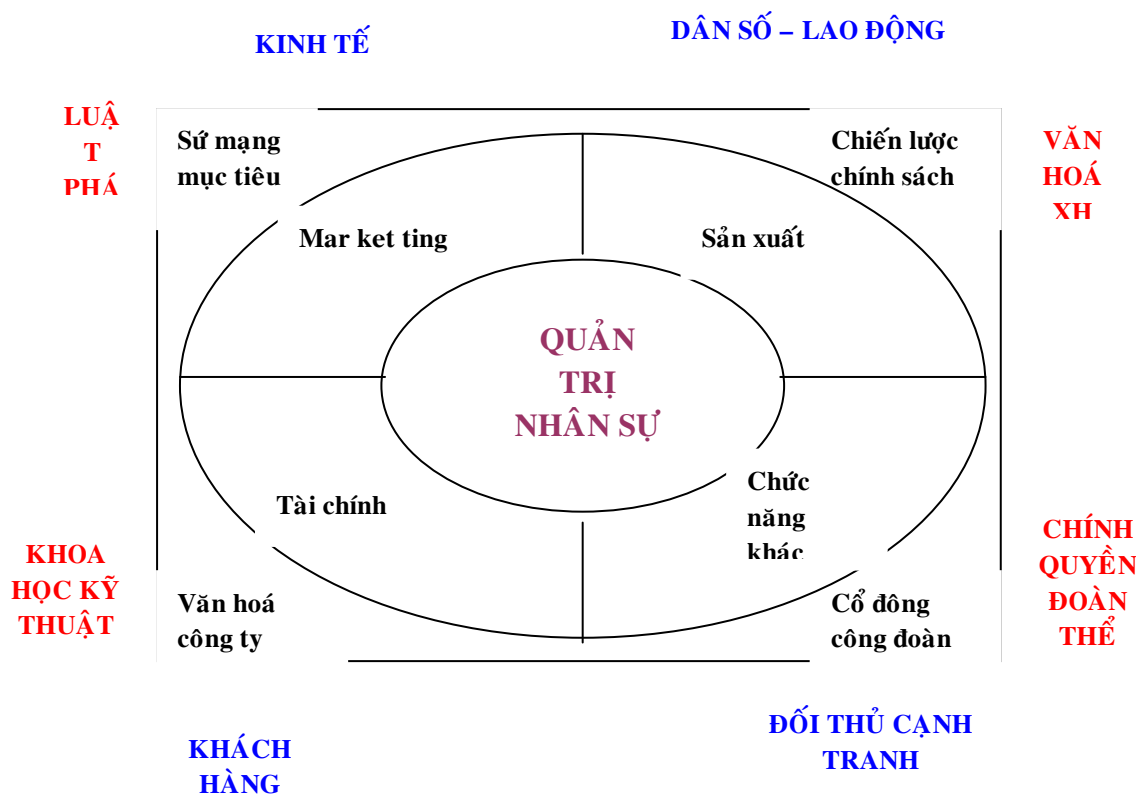 KINH TẾ
DÂN SỐ – LAO ĐỘNG
LUẬ
T
PHÁ
Sứ mạng
mục tiêu
Chiến lược
chính sách
VĂN
HOÁ
XH
Mar ket ting
Sản xuất
QUẢN
TRỊ
NHÂN SỰ
Tài chính
Chức
năng
khác
KHOA
HỌC KỸ
THUẬT
Văn hoá
công ty
Cổ đông
công đoàn
CHÍNH
QUYỀN
ĐOÀN
THỂ
KHÁCH
HÀNG
ĐỐI THỦ CẠNH
TRANH